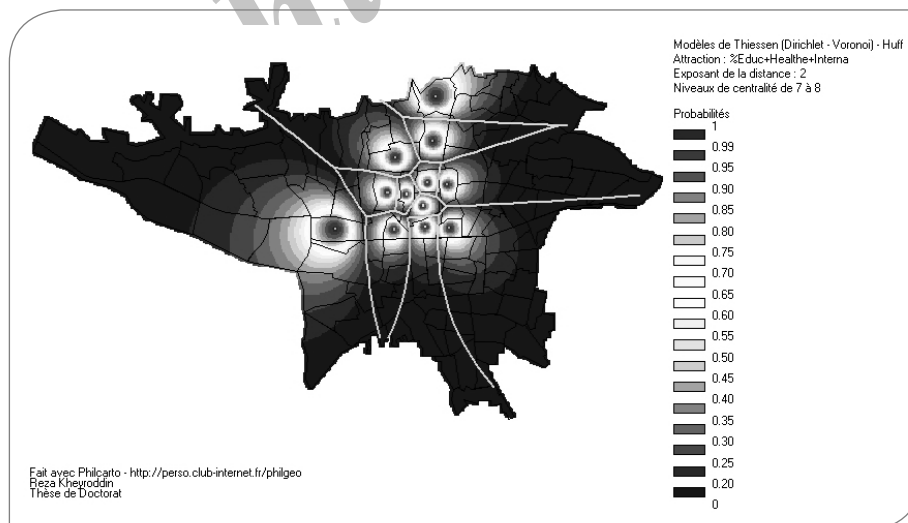 Modèles de Thiessen (Dirichlet - Voronoi) - Huff
Attraction : %Educ+Healthe+Interna
Exposant de la distance : 2
Niveaux de centralité de 7 à 8
Probabilités
1
0.99
0.95
0.90
0.85
0.80
0.75
0.70
0.65
0.60
0.55
0.50
0.45
0.40
0.35
0.30
0.25
0.20
0
Fait avec Philcarto - http://perso.club-internet.fr/philgeo
Reza Kheyroddin
Thèse de Doctorat